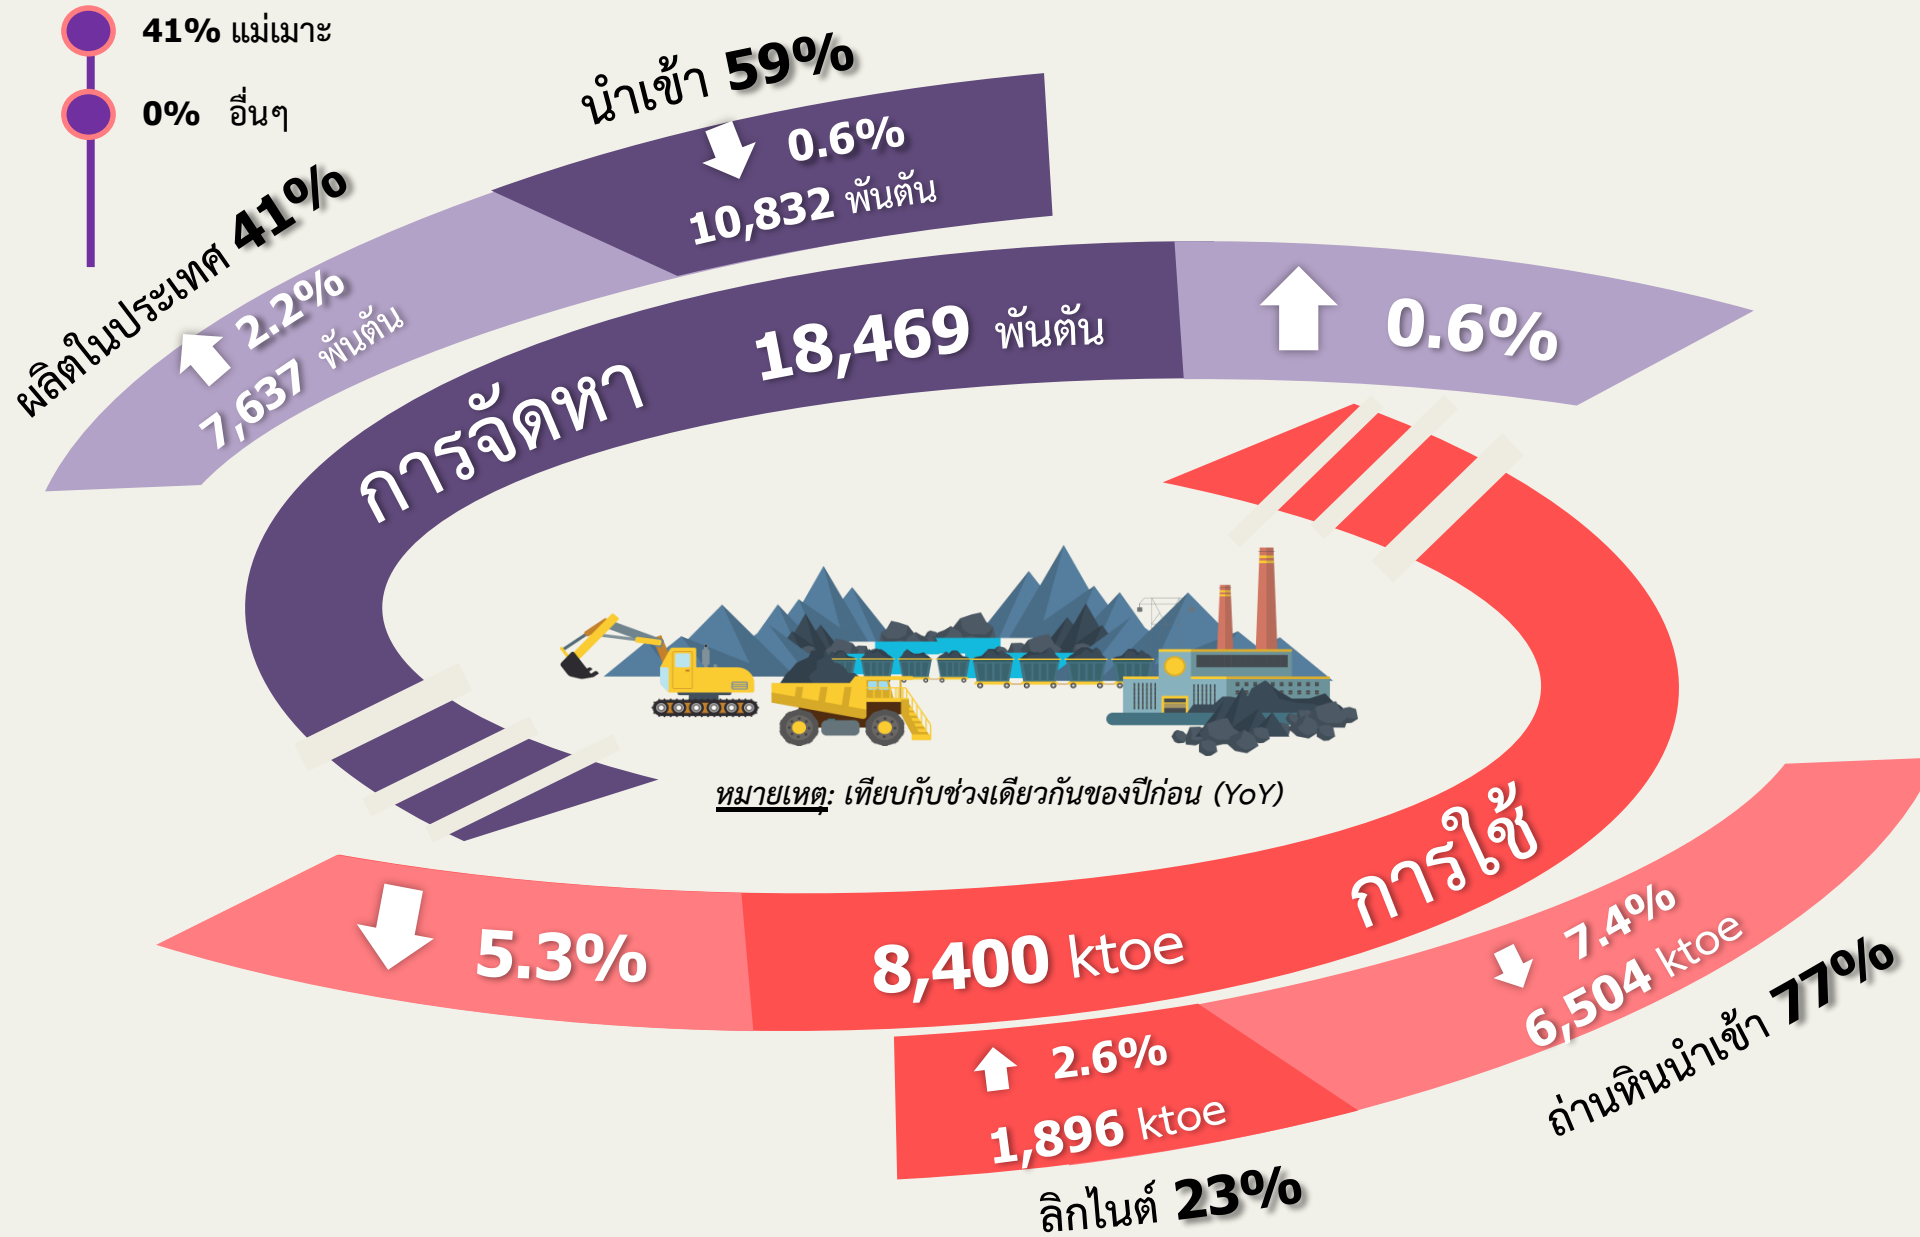 41% แม่เมาะ
0% อื่นๆ
นำเข้า 59%
0.6%
10,832 พันตัน
ผลิตในประเทศ 41%
2.2%
7,637 พันตัน
การจัดหา 18,469 พันตัน
0.6%
หมายเหตุ: เทียบกับช่วงเดียวกันของปีก่อน (YoY)
การใช้
8,400 ktoe
5.3%
7.4%
6,504 ktoe
ถ่านหินนำเข้า 77%
2.6%
1,896 ktoe
ลิกไนต์ 23%